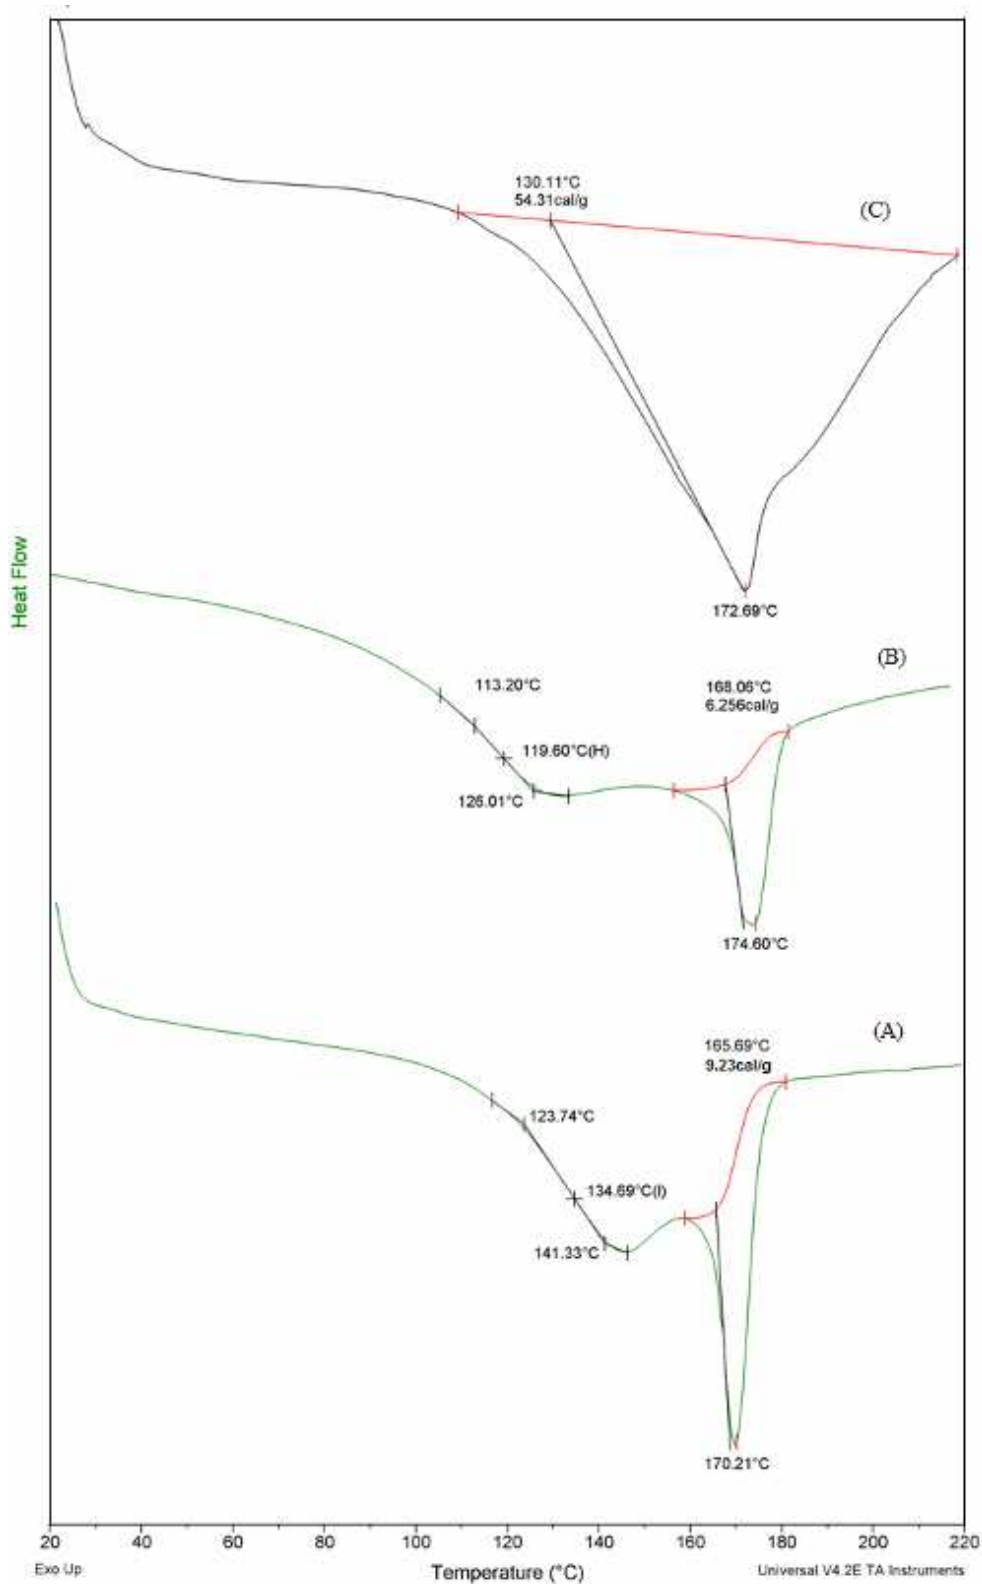 130.11°C
54.31cal/g
(C)
172.69°C
Heat Flow
(B)
113.20°C
168.06°C
6.256cal/g
119.60°C(H)
126.01°C
174.60°C
(A)
165.69°C
9.23cal/g
123.74°C
134.69°C(I)
141.33°C
170.21°C
20 40 60 80 100 120 140 160 180 200 220
Exo Up
Temperature (°C)
Universal V4.2E TA Instruments